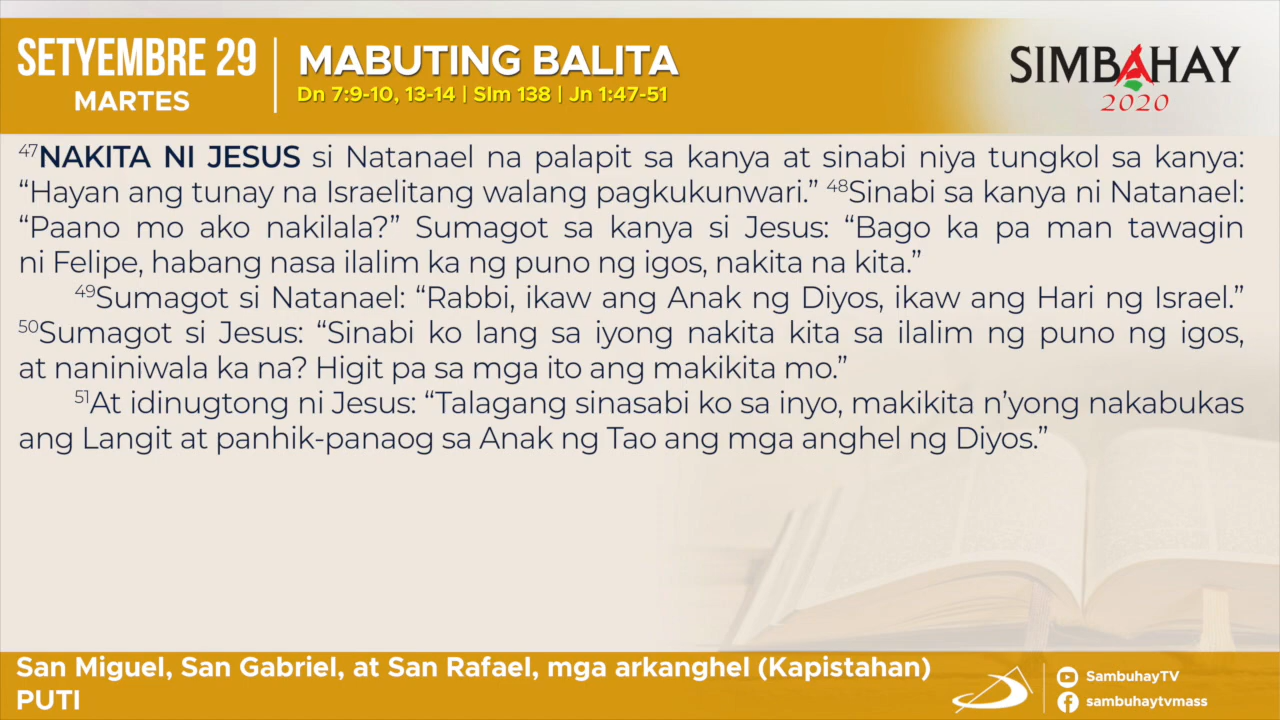 SETYEMBRE 29
MARTES
MABUTING BALITA
Dn 7:9-10, 13-14 | Slm 138 | Jn 1:47-51
SIMBAHAY
2020
47NAKITA NI JESUS si Natanael na palapit sa kanya at sinabi niya tungkol sa kanya:
“Hayan ang tunay na Israelitang walang pagkukunwari.” 48Sinabi sa kanya ni Natanael:
“Paano mo ako nakilala?” Sumagot sa kanya si Jesus: “Bago ka pa man tawagin
ni Felipe, habang nasa ilalim ka ng puno ng igos, nakita na kita.”
49Sumagot si Natanael: “Rabbi, ikaw ang Anak ng Diyos, ikaw ang Hari ng Israel.”
50Sumagot si Jesus: “Sinabi ko lang sa iyong nakita kita sa ilalim ng puno ng igos,
at naniniwala ka na? Higit pa sa mga ito ang makikita mo.”
51At idinugtong ni Jesus: “Talagang sinasabi ko sa inyo, makikita n’yong nakabukas
ang Langit at panhik-panaog sa Anak ng Tao ang mga anghel ng Diyos.”
San Miguel, San Gabriel, at San Rafael, mga arkanghel (Kapistahan)
PUTI
SambuhayTV
sambuhaytvmass